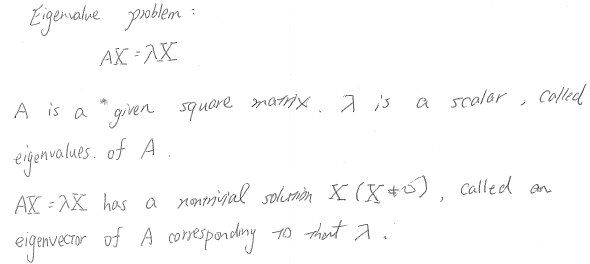 Eigenvalue problem :
AX = λX
A is a *given square matrix. λ is a scalar, called
eigenvalues. of A.
AX = λX has a nontrivial solution X (X ≠ 0), called an
eigenvector of A corresponding to that λ.